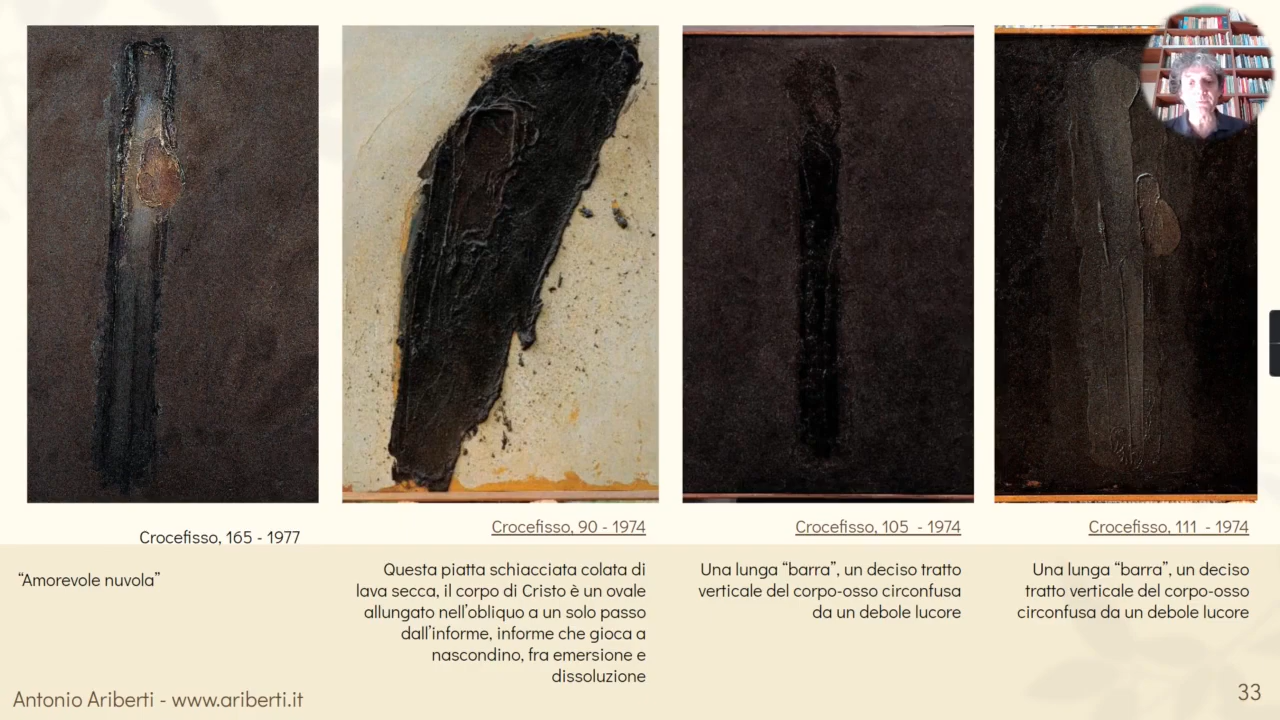 Crocefisso, 165 - 1977
"Amorevole nuvola"
Crocefisso, 90 - 1974
Questa piatta schiacciata colata di
lava secca, il corpo di Cristo è un ovale
allungato nell'obliquo a un solo passo
dall'informe, informe che gioca a
nascondino, fra emersione e
dissoluzione
Crocefisso, 105 - 1974
Una lunga "barra", un deciso tratto
verticale del corpo-osso circonfusa
da un debole lucore
Crocefisso, 111 - 1974
Una lunga "barra", un deciso
tratto verticale del corpo-osso
circonfusa da un debole lucore
Antonio Ariberti - www.ariberti.it
33